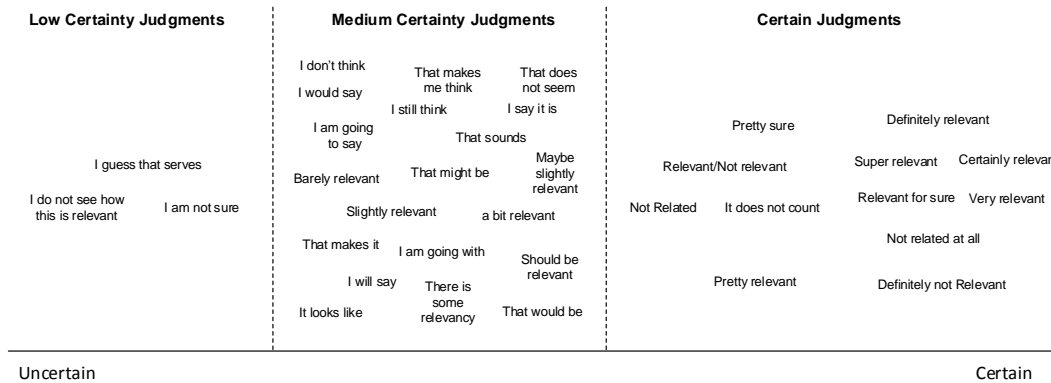 Low Certainty Judgments
Medium Certainty Judgments
Certain Judgments
I guess that serves
I do not see how
this is relevant
I am not sure
I don't think
I would say
That makes
me think
That does
not seem
I still think
I say it is
I am going
to say
That sounds
Barely relevant
That might be
Maybe
slightly
relevant
Slightly relevant
a bit relevant
That makes it
I am going with
Should be
relevant
I will say
There is
some
relevancy
It looks like
That would be
Pretty sure
Definitely relevant
Relevant/Not relevant
Super relevant
Certainly relevan
Not Related
It does not count
Relevant for sure
Very relevant
Not related at all
Pretty relevant
Definitely not Relevant
Uncertain
Certain